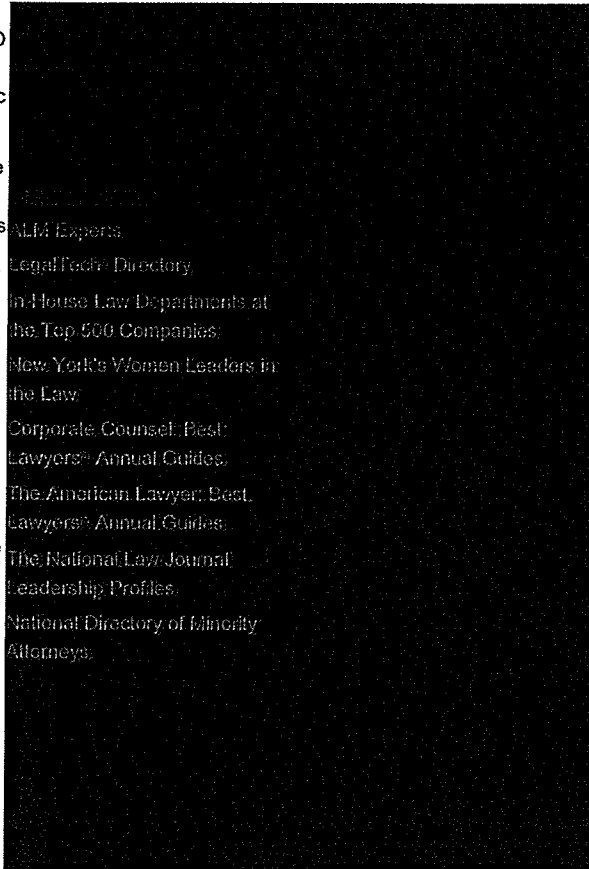 ALM Experts
LegalTech® Directory
In-House Law Departments at
the Top 500 Companies
New York's Women Leaders in
the Law
Corporate Counsel: Best
Lawyers® Annual Guides
The American Lawyer: Best
Lawyers® Annual Guides
The National Law Journal
Leadership Profiles
National Directory of Minority
Attorneys